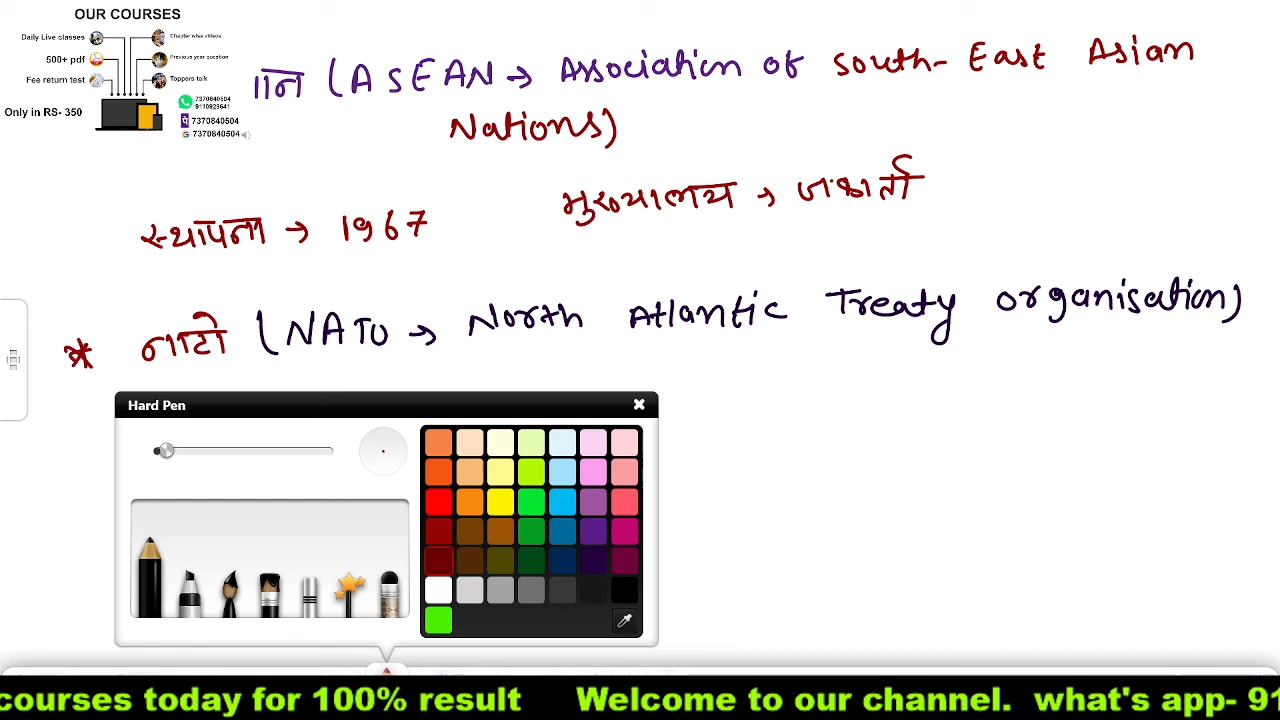 OUR COURSES
Daily Live classes
Chapter wise videos
500+ pdf
Previous year question
Fee return test
Toppers talk
Only in RS- 350
7370840504
9110928641
7370840504
7370840504
(ASEAN → Association of south-East Asian
Nations)
मुख्यालय → जकार्ता
स्थापना → 1967
* नाटो (NATO → North Atlantic Treaty organisation)
Hard Pen
courses today for 100% result Welcome to our channel. what's app- 91